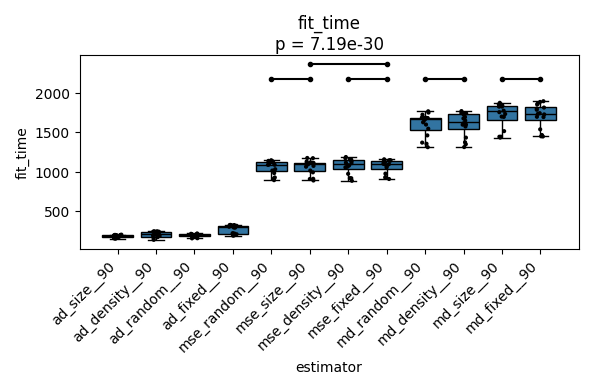 fit_time
p = 7.19e-30
fit_time
2000
1500
1000
500
ad_size__90
ad_density__90
ad_random__90
ad_fixed__90
mse_random__90
mse_size__90
mse_density__90
mse_fixed__90
md_random__90
md_density__90
md_size__90
md_fixed__90
estimator